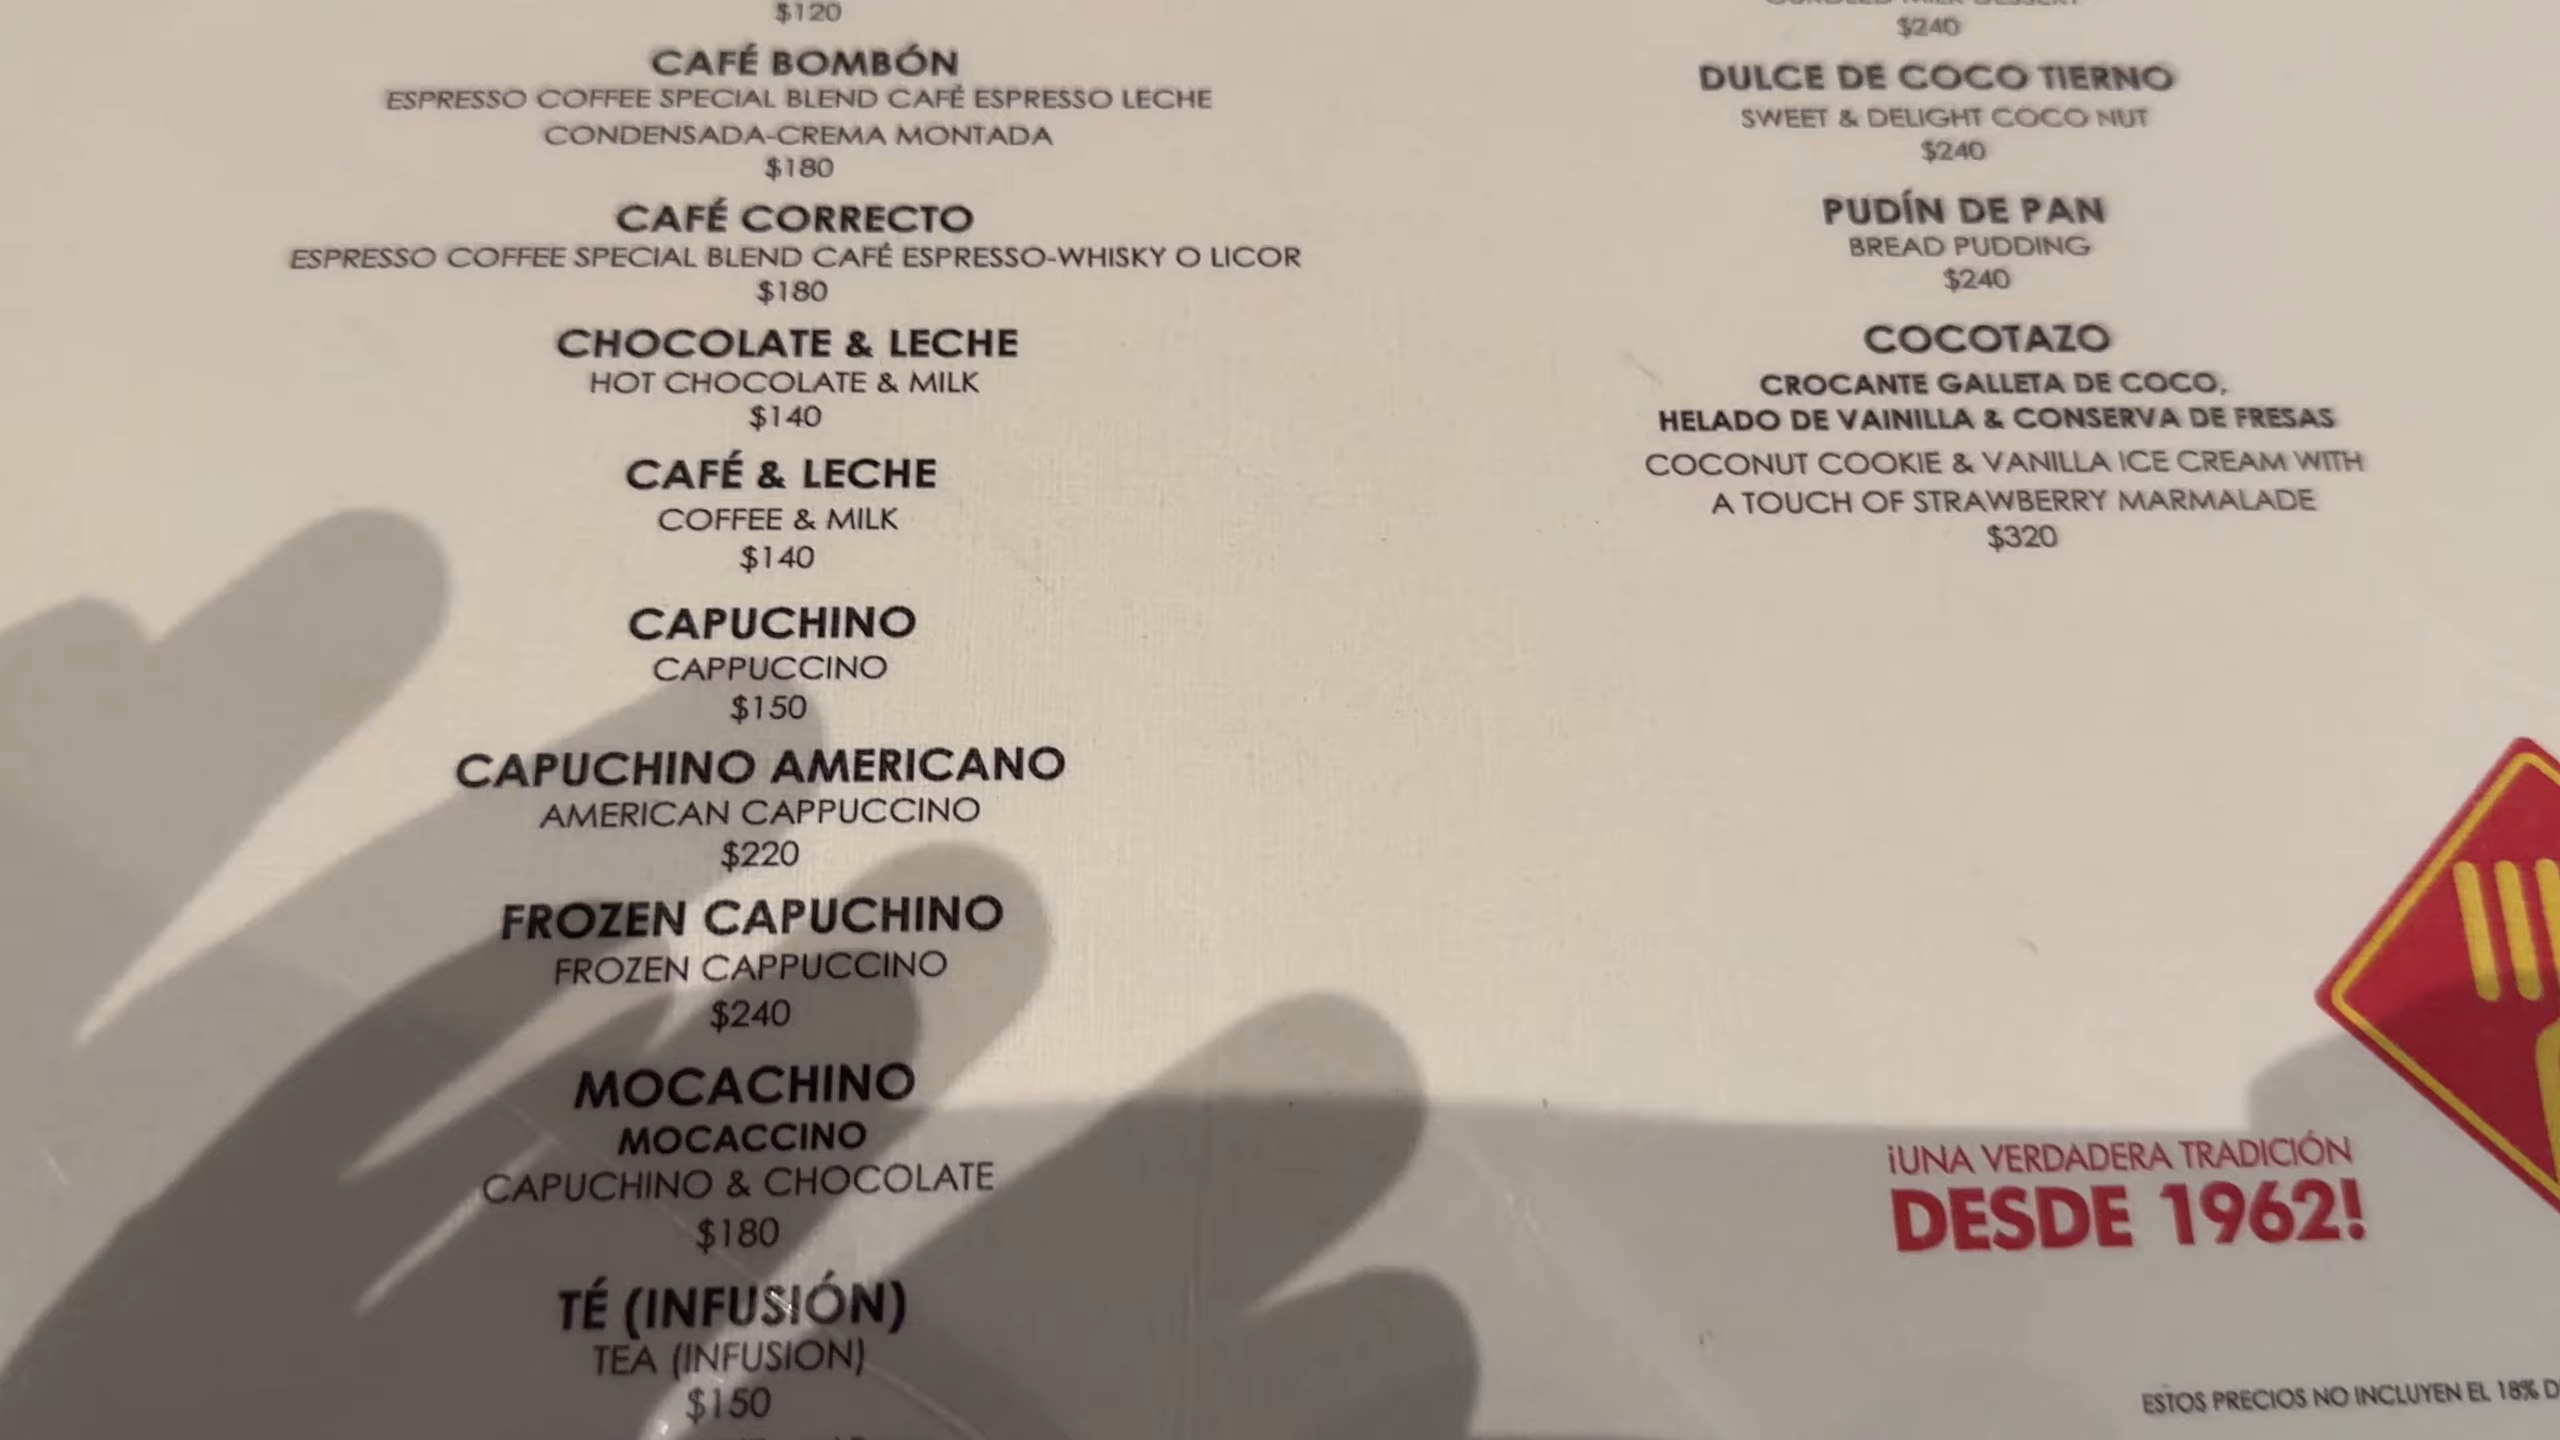 $120
CAFÉ BOMBÓN
ESPRESSO COFFEE SPECIAL BLEND CAFÉ ESPRESSO LECHE
CONDENSADA-CREMA MONTADA
$180
CAFÉ CORRECTO
ESPRESSO COFFEE SPECIAL BLEND CAFÉ ESPRESSO-WHISKY O LICOR
$180
CHOCOLATE & LECHE
HOT CHOCOLATE & MILK
$140
CAFÉ & LECHE
COFFEE & MILK
$140
CAPUCHINO
CAPPUCCINO
$150
CAPUCHINO AMERICANO
AMERICAN CAPPUCCINO
$220
FROZEN CAPUCHINO
FROZEN CAPPUCCINO
$240
MOCACHINO
MOCACCINO
CAPUCHINO & CHOCOLATE
$180
TÉ (INFUSIÓN)
TEA (INFUSION)
$150
$240
DULCE DE COCO TIERNO
SWEET & DELIGHT COCO NUT
$240
PUDÍN DE PAN
BREAD PUDDING
$240
COCOTAZO
CROCANTE GALLETA DE COCO,
HELADO DE VAINILLA & CONSERVA DE FRESAS
COCONUT COOKIE & VANILLA ICE CREAM WITH
A TOUCH OF STRAWBERRY MARMALADE
$320
¡UNA VERDADERA TRADICIÓN
DESDE 1962!
ESTOS PRECIOS NO INCLUYEN EL 18%